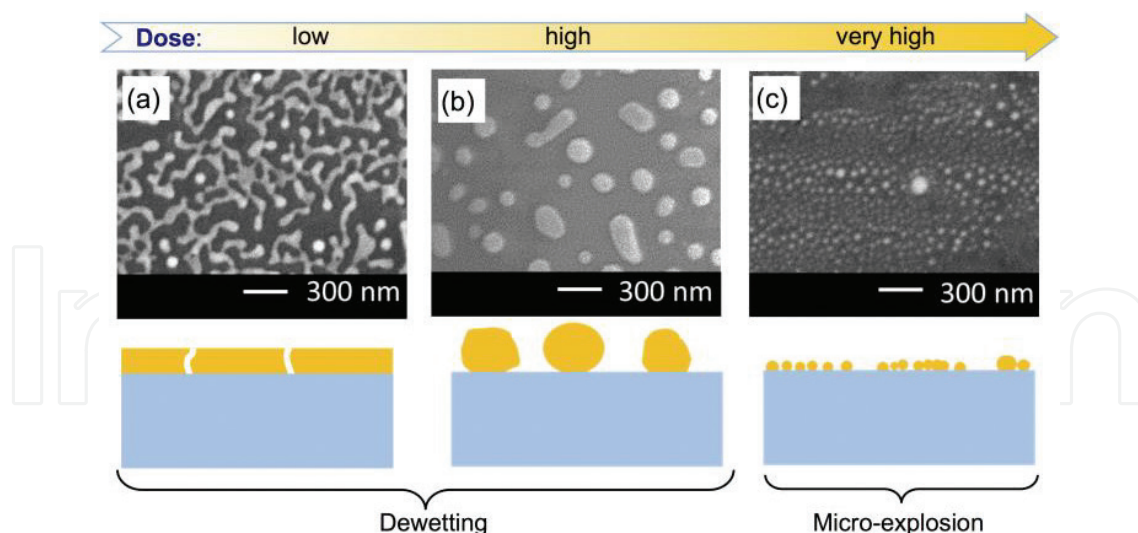 Dose: low high very high
(a) (b) (c)
300 nm 300 nm 300 nm
Dewetting Micro-explosion